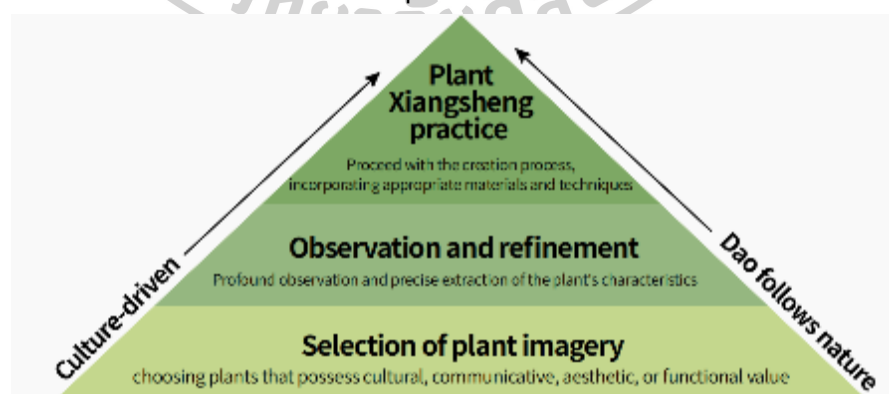 Plant
Xiangsheng
practice
Proceed with the creation process,
incorporating appropriate materials and techniques
Observation and refinement
Profound observation and precise extraction of the plant's characteristics
Selection of plant imagery
choosing plants that possess cultural, communicative, aesthetic, or functional value
Culture-driven
Dao follows nature